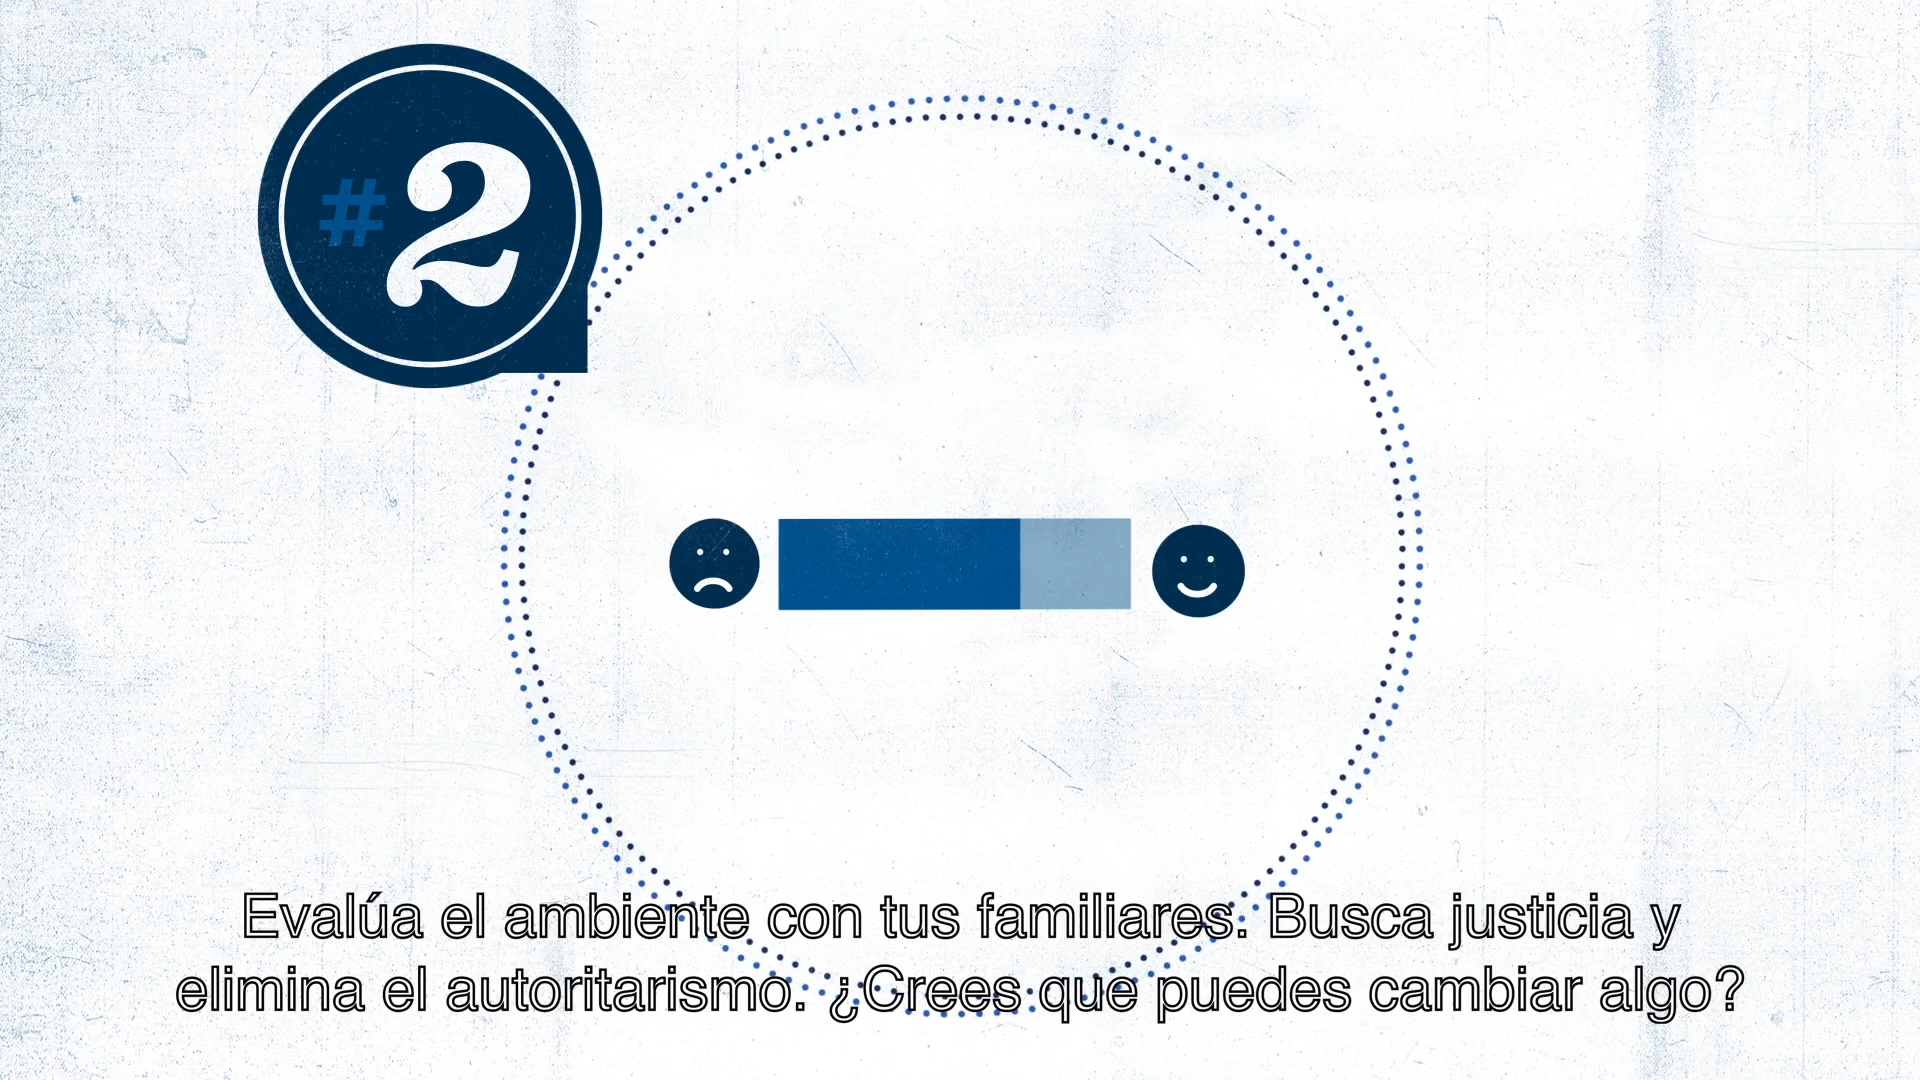 #2
Evalúa el ambiente con tus familiares. Busca justicia y
elimina el autoritarismo. ¿Crees que puedes cambiar algo?